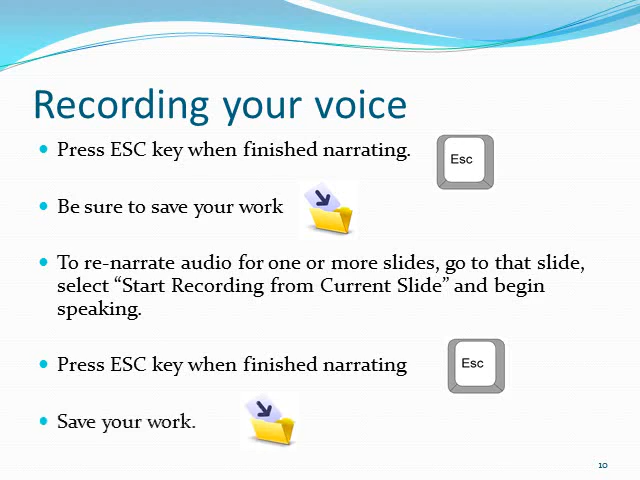 Recording your voice
Press ESC key when finished narrating.
Esc
Be sure to save your work
To re-narrate audio for one or more slides, go to that slide,
select “Start Recording from Current Slide” and begin
speaking.
Press ESC key when finished narrating
Esc
Save your work.
10